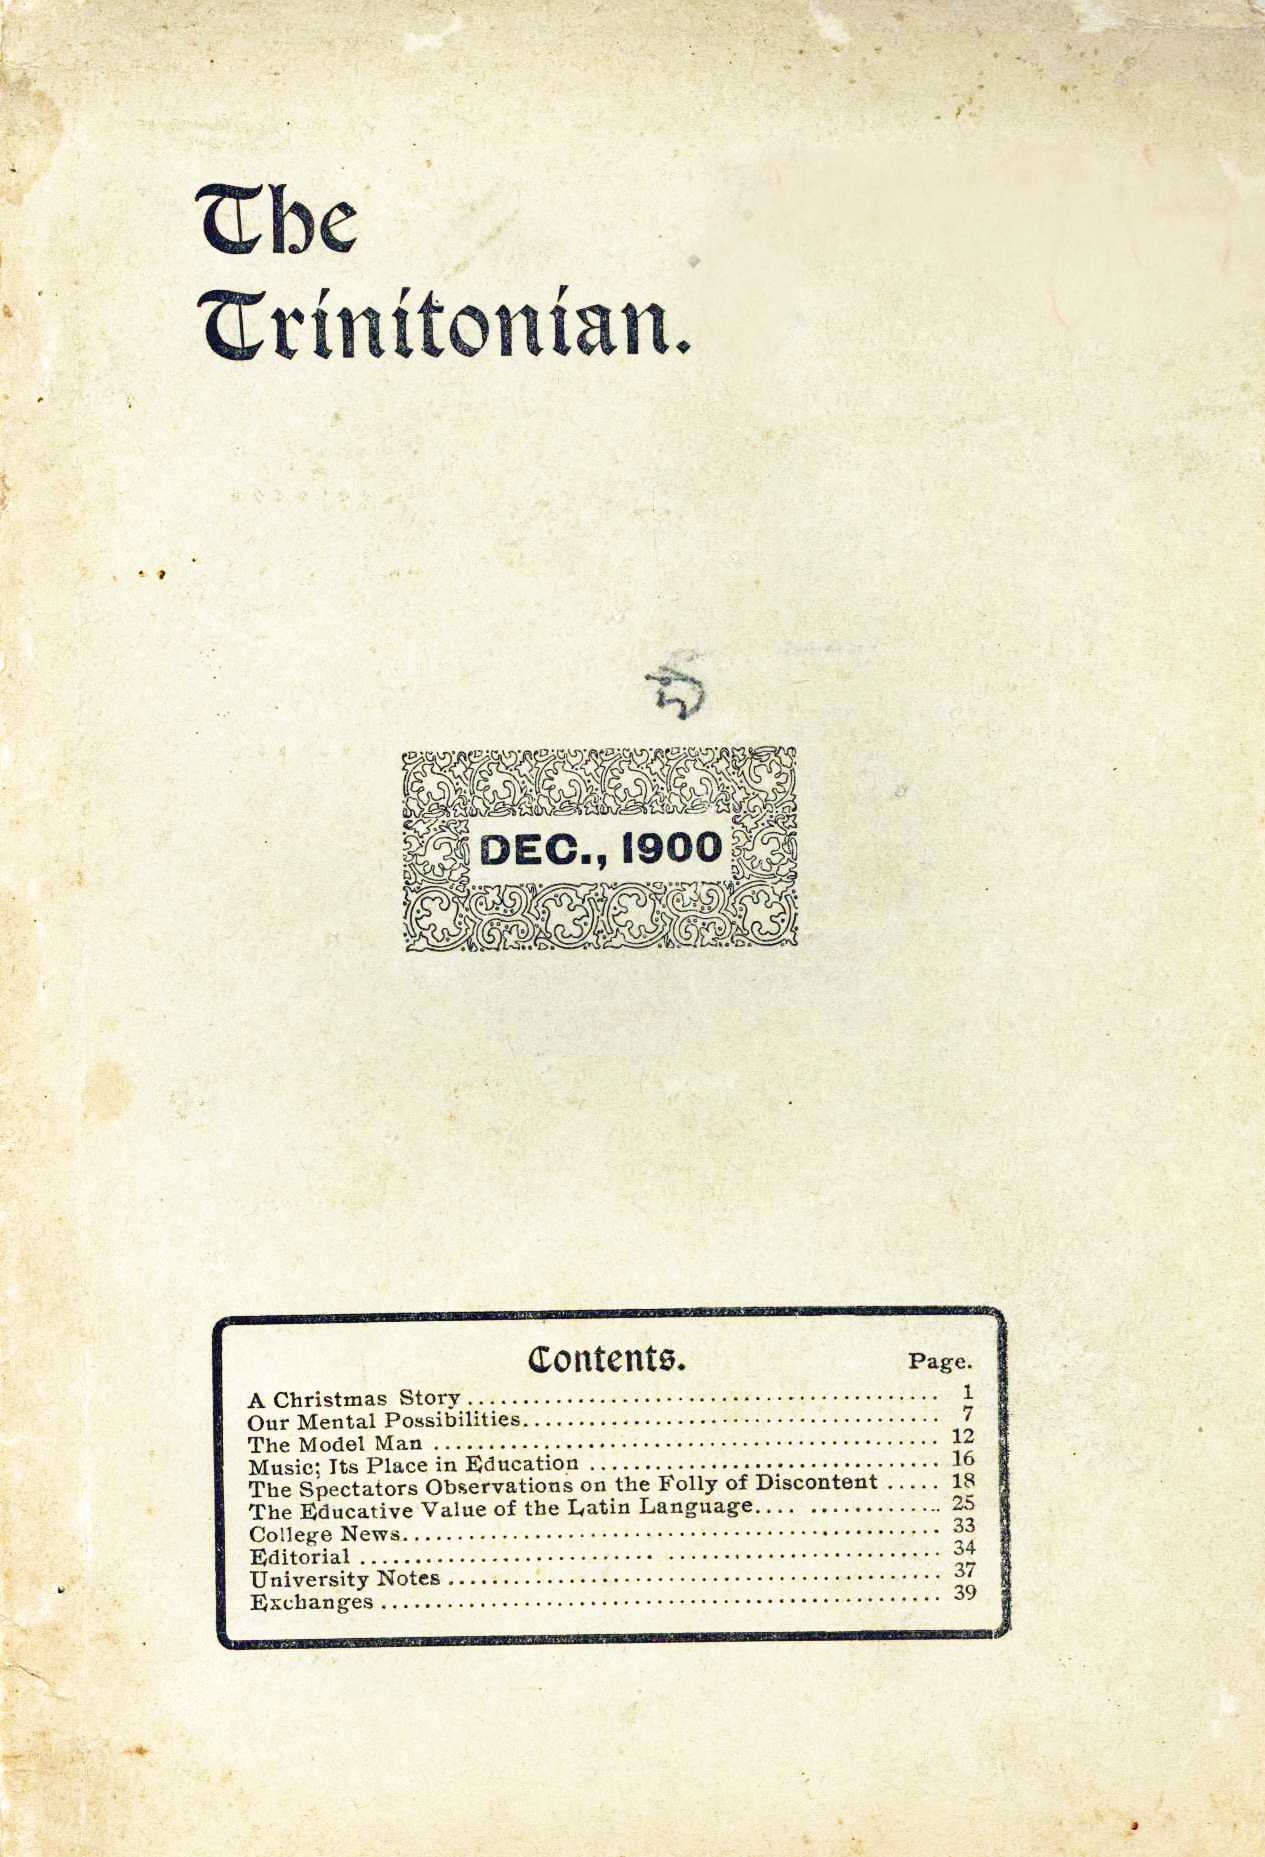 The
Trinitonian.
DEC., 1900
Contents.
Page.
A Christmas Story ........................................... 1
Our Mental Possibilities...................................... 7
The Model Man .............................................. 12
Music; Its Place in Education ................................ 16
The Spectators Observations on the Folly of Discontent ..... 18
The Educative Value of the Latin Language.... ............ 25
College News................................................. 33
Editorial .......................... ......................... 34
University Notes ............................................. 37
Exchanges ................................................... 39